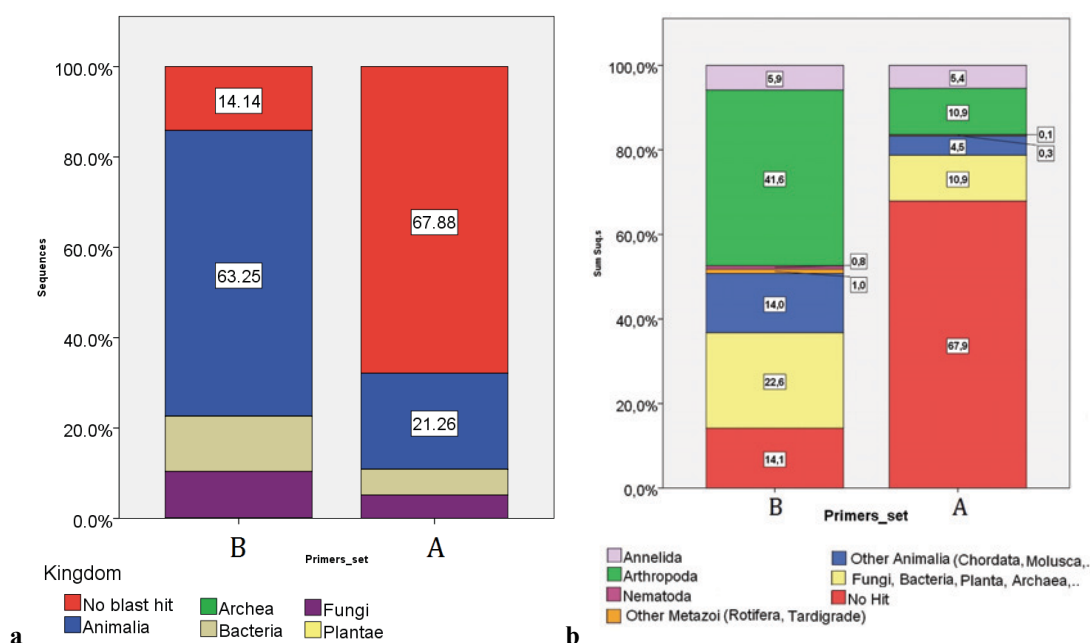 100.0%
80.0%
60.0%
40.0%
20.0%
0.0%
Sequences
14.14
63.25
67.88
21.26
B
A
Primers_set
Kingdom
No blast hit
Animalia
Archea
Bacteria
Fungi
Plantae
a
100,0%
80,0%
60,0%
40,0%
20,0%
0,0%
Sum Suq,s
5,9
41,6
0,8
1,0
14,0
22,6
14,1
5,4
10,9
0,1
0,3
4,5
10,9
67,9
B
A
Primers_set
Annelida
Arthropoda
Nematoda
Other Metazoi (Rotifera, Tardigrade)
Other Animalia (Chordata, Molusca,..
Fungi, Bacteria, Planta, Archaea,..
No Hit
b